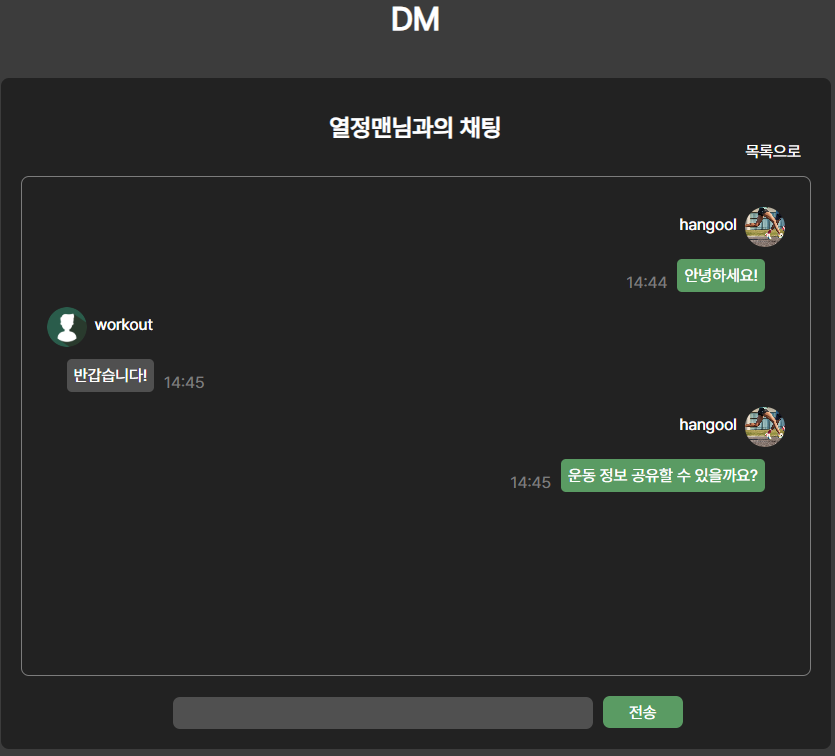 DM
열정맨님과의 채팅
목록으로
hangool
14:44 안녕하세요!
workout
반갑습니다! 14:45
hangool
14:45 운동 정보 공유할 수 있을까요?
전송